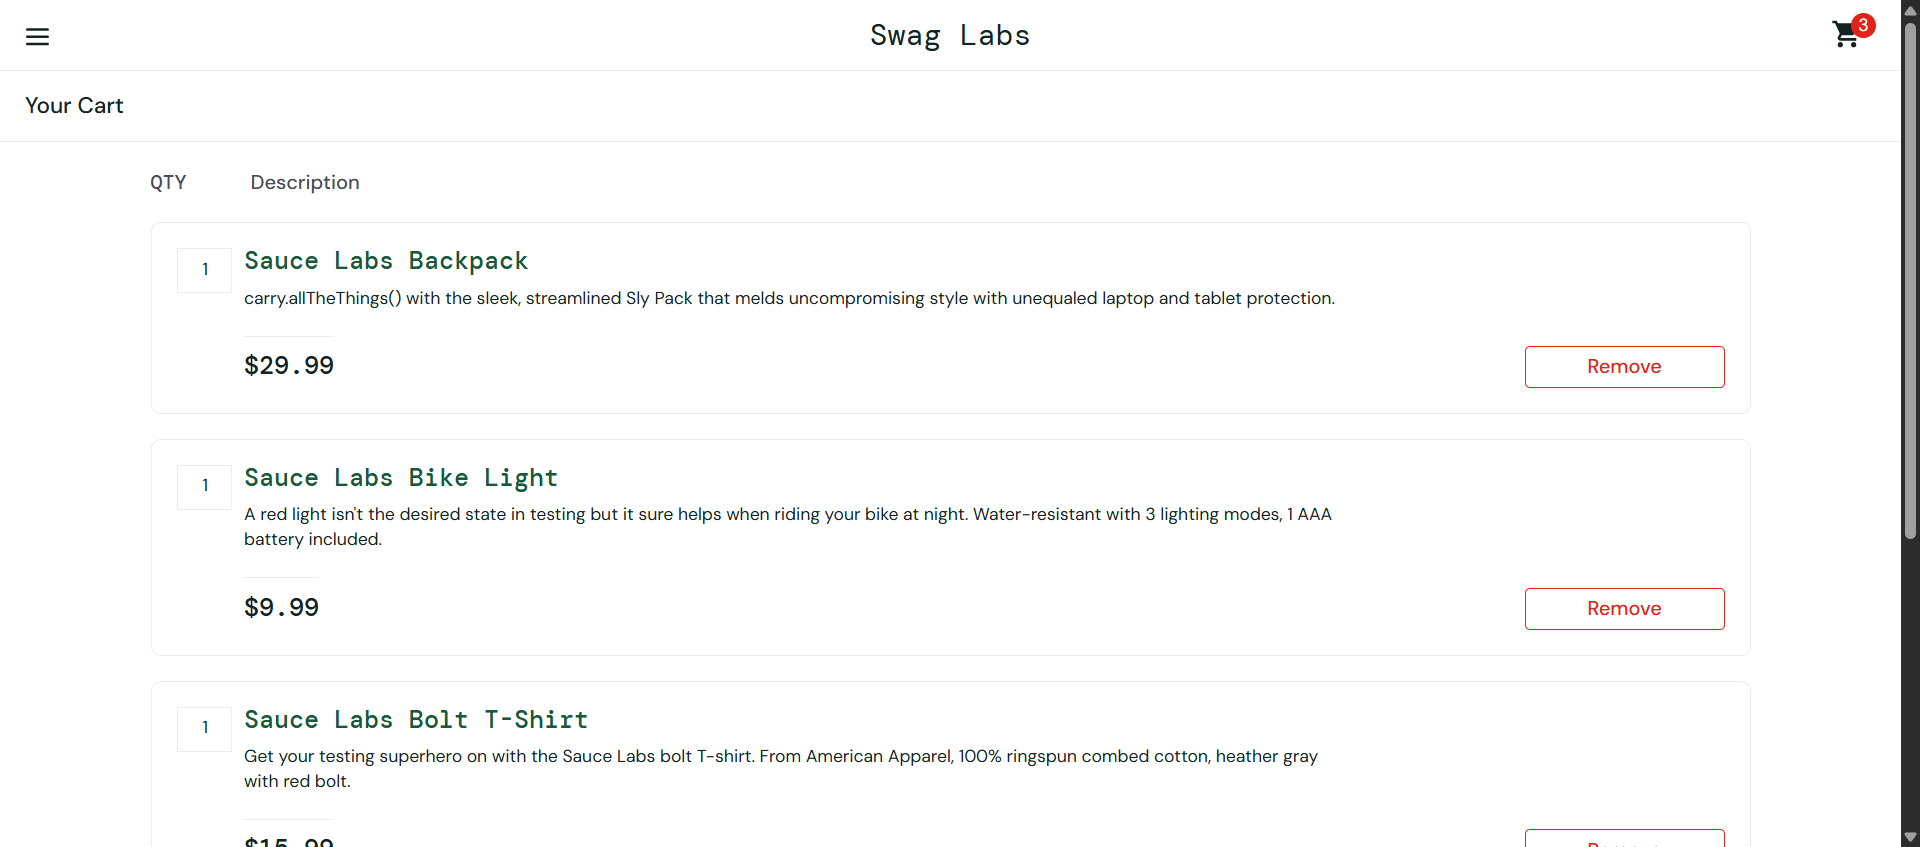 Swag Labs
3
Your Cart
QTY Description
1
Sauce Labs Backpack
carry.allTheThings() with the sleek, streamlined Sly Pack that melds uncompromising style with unequaled laptop and tablet protection.
$29.99
Remove
1
Sauce Labs Bike Light
A red light isn't the desired state in testing but it sure helps when riding your bike at night. Water-resistant with 3 lighting modes, 1 AAA
battery included.
$9.99
Remove
1
Sauce Labs Bolt T-Shirt
Get your testing superhero on with the Sauce Labs bolt T-shirt. From American Apparel, 100% ringspun combed cotton, heather gray
with red bolt.
$15.99